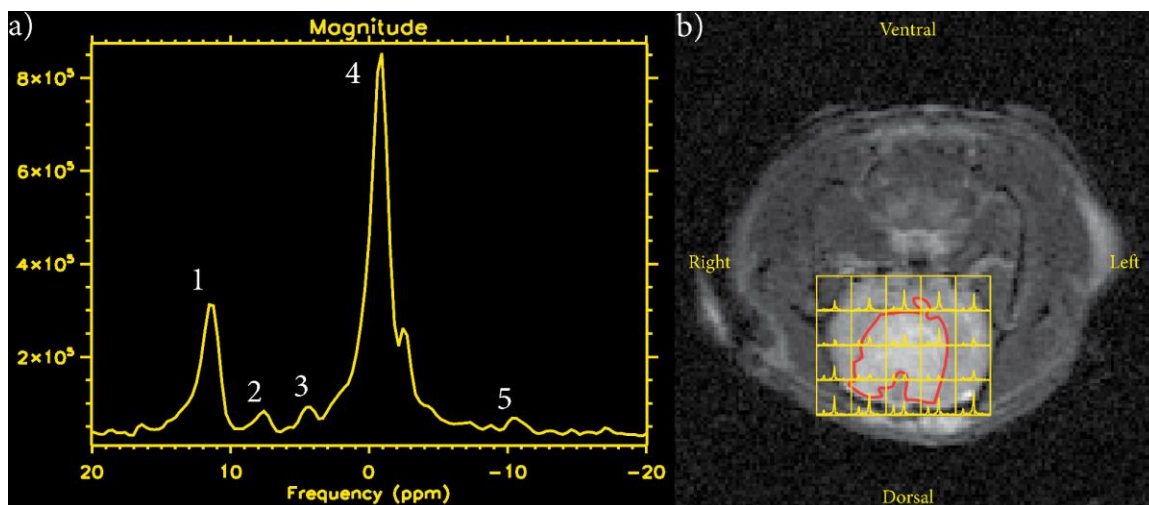 a)
Magnitude
8×10⁵
6×10⁵
4×10⁵
2×10⁵
1
2
3
4
5
20
10
0
-10
-20
Frequency (ppm)
b)
Ventral
Right
Left
Dorsal